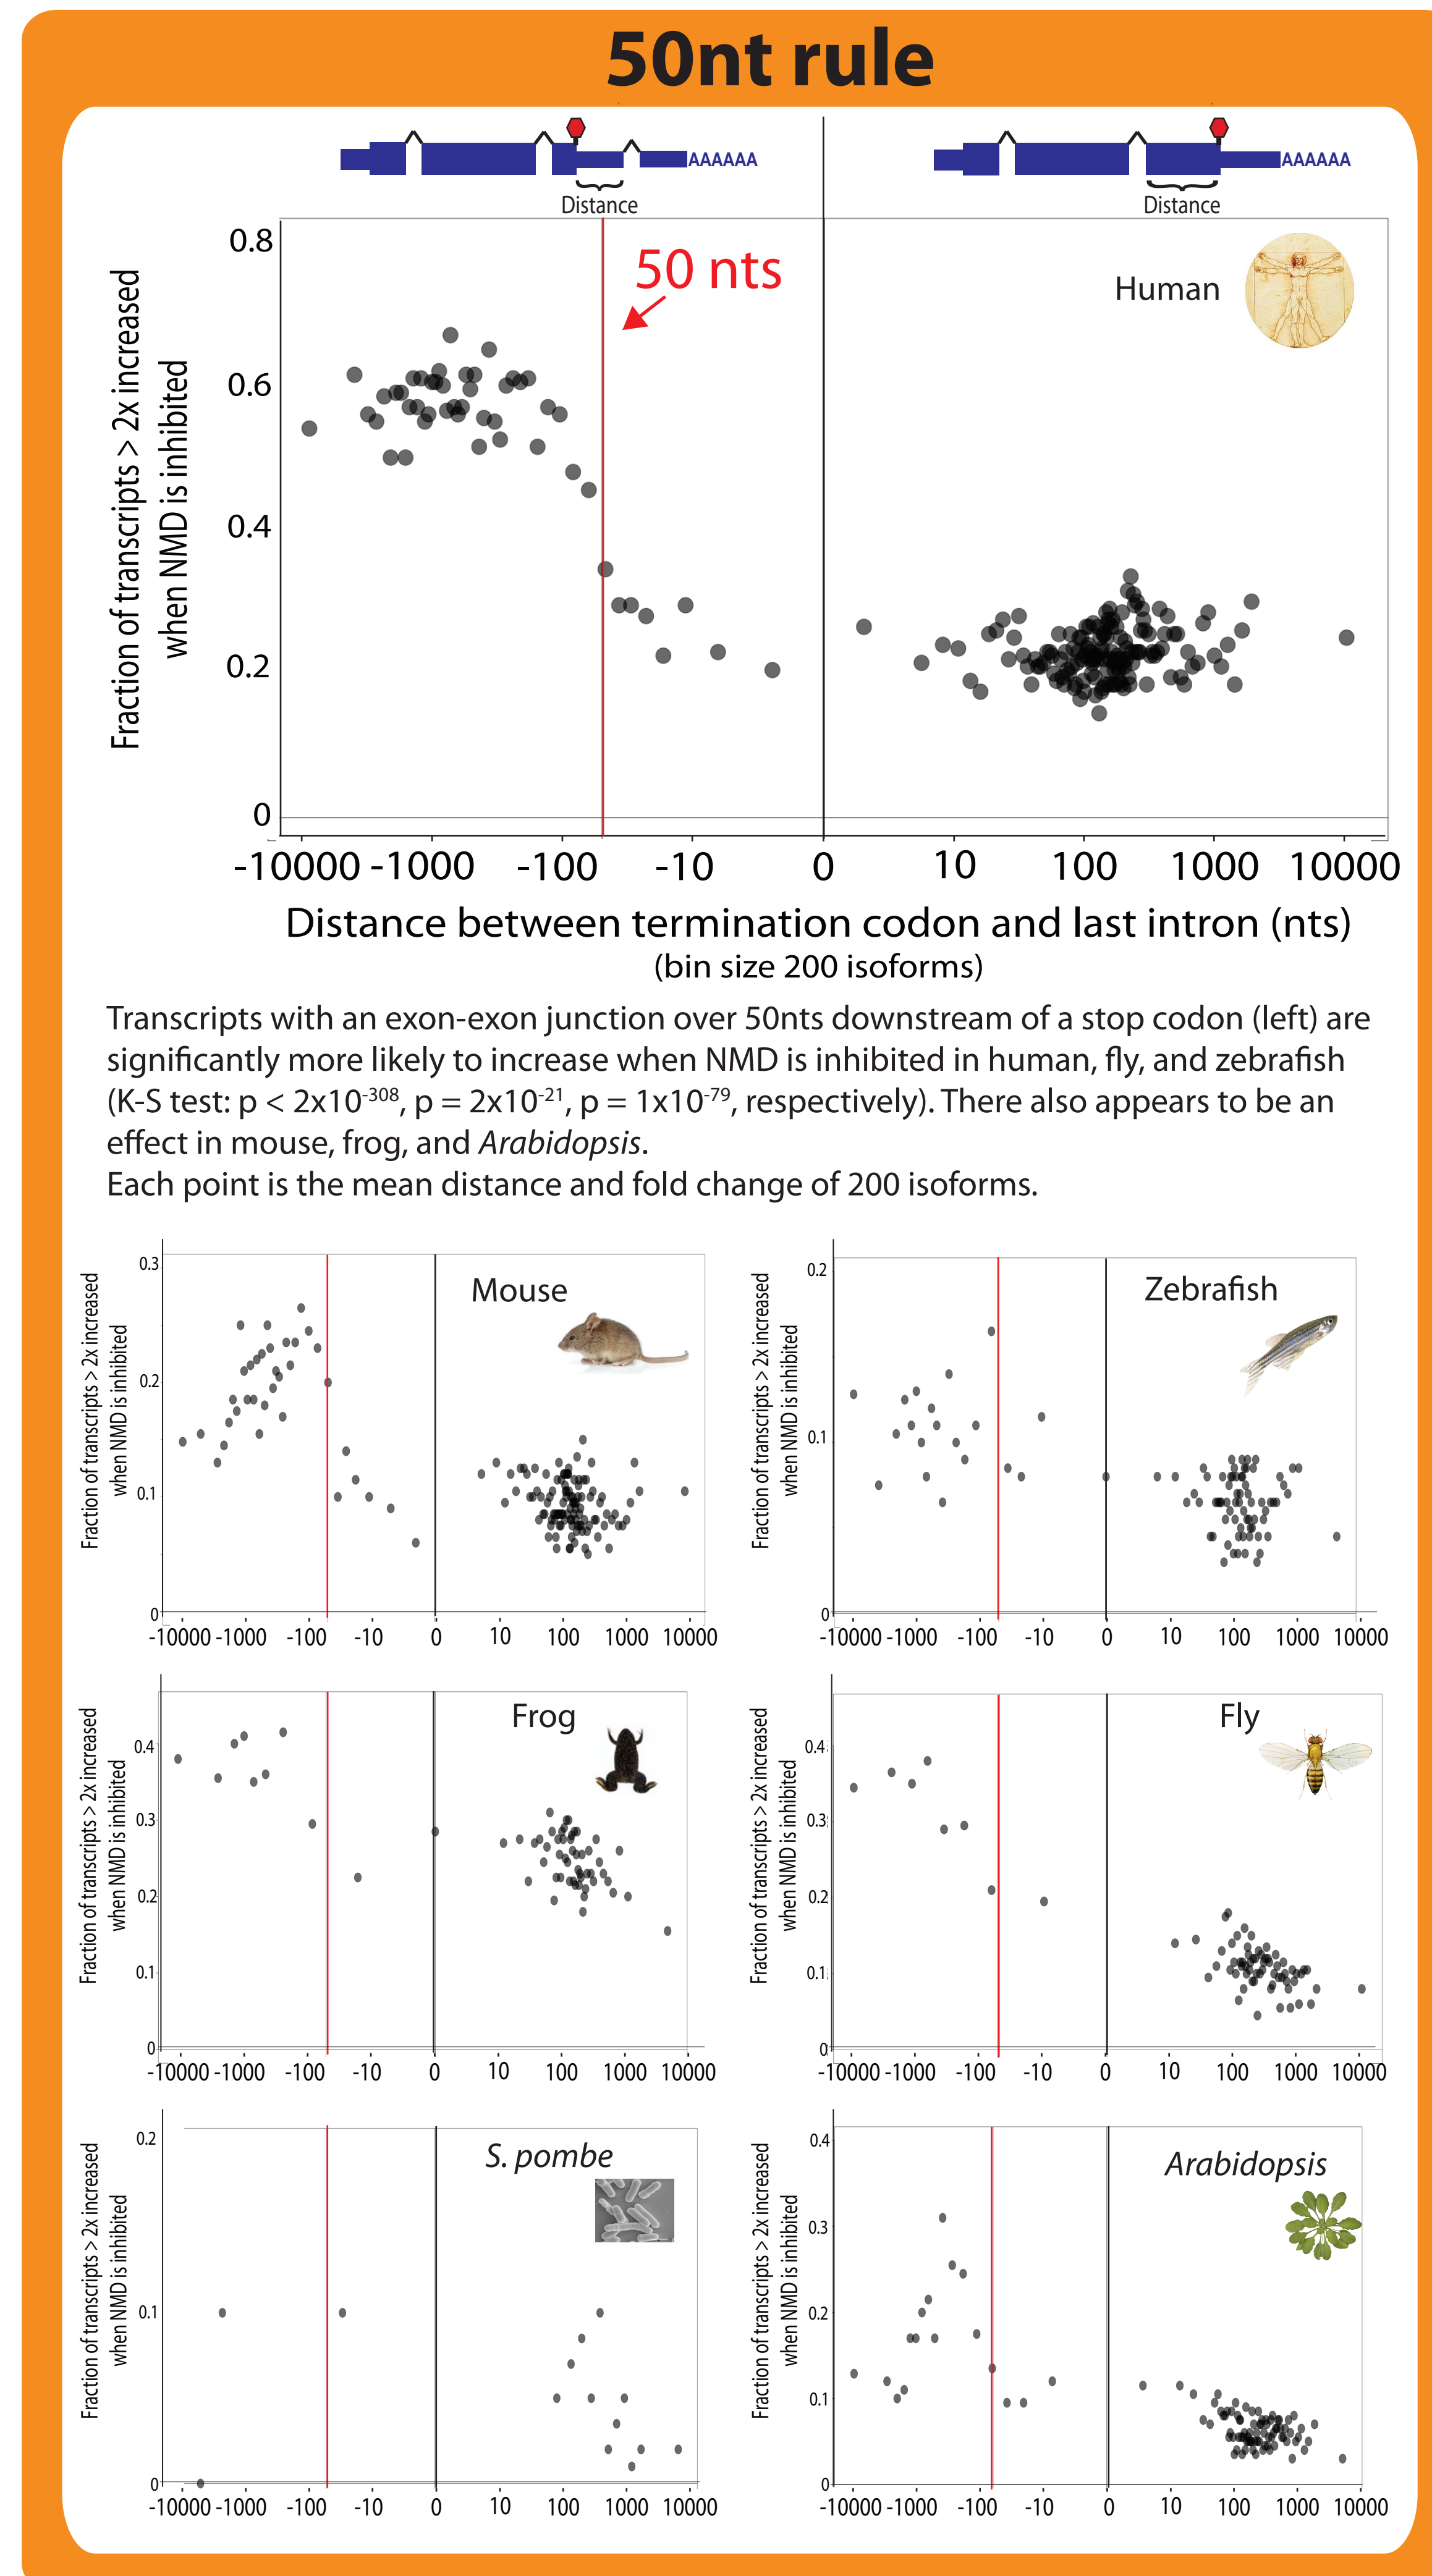 50nt rule
AAAAAA
AAAAAA
Distance
Distance
0.8
0.6
0.4
0.2
0
50 nts
Human
Fraction of transcripts > 2x increased
when NMD is inhibited
-10000 -1000 -100 -10 0 10 100 1000 10000
Distance between termination codon and last intron (nts)
(bin size 200 isoforms)
Transcripts with an exon-exon junction over 50nts downstream of a stop codon (left) are
significantly more likely to increase when NMD is inhibited in human, fly, and zebrafish
(K-S test: p < 2x10-308, p = 2x10-21, p = 1x10-79, respectively). There also appears to be an
effect in mouse, frog, and Arabidopsis.
Each point is the mean distance and fold change of 200 isoforms.
Fraction of transcripts > 2x increased
when NMD is inhibited
0.3
0.2
0.1
0
Mouse
-10000 -1000 -100 -10 0 10 100 1000 10000
Fraction of transcripts > 2x increased
when NMD is inhibited
0.2
0.1
0
Zebrafish
-10000 -1000 -100 -10 0 10 100 1000 10000
Fraction of transcripts > 2x increased
when NMD is inhibited
0.4
0.3
0.2
0.1
0
Frog
-10000 -1000 -100 -10 0 10 100 1000 10000
Fraction of transcripts > 2x increased
when NMD is inhibited
0.4
0.3
0.2
0.1
0
Fly
-10000 -1000 -100 -10 0 10 100 1000 10000
Fraction of transcripts > 2x increased
when NMD is inhibited
0.2
0.1
0
S. pombe
-10000 -1000 -100 -10 0 10 100 1000 10000
Fraction of transcripts > 2x increased
when NMD is inhibited
0.4
0.3
0.2
0.1
0
Arabidopsis
-10000 -1000 -100 -10 0 10 100 1000 10000